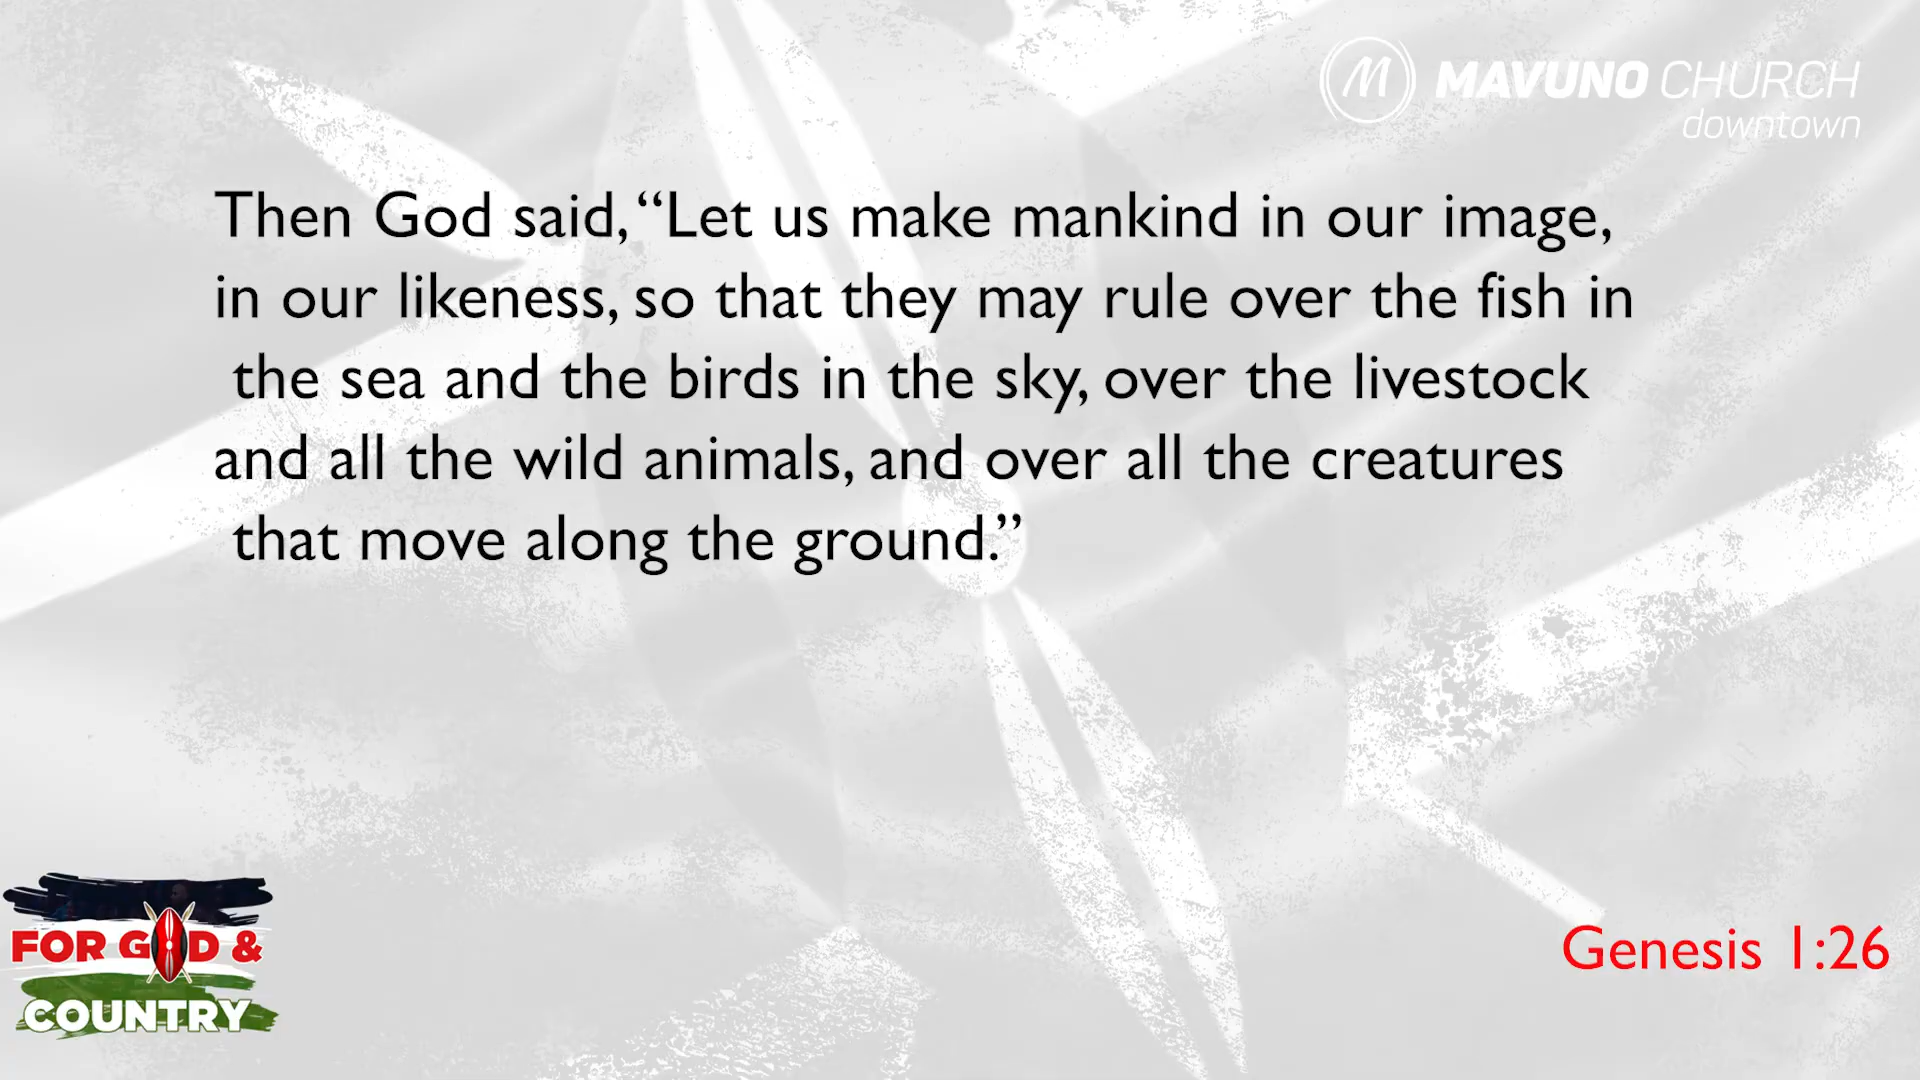 MAVUNO CHURCH
downtown
Then God said, “Let us make mankind in our image,
in our likeness, so that they may rule over the fish in
the sea and the birds in the sky, over the livestock
and all the wild animals, and over all the creatures
that move along the ground.”
FOR GOD &
COUNTRY
Genesis 1:26